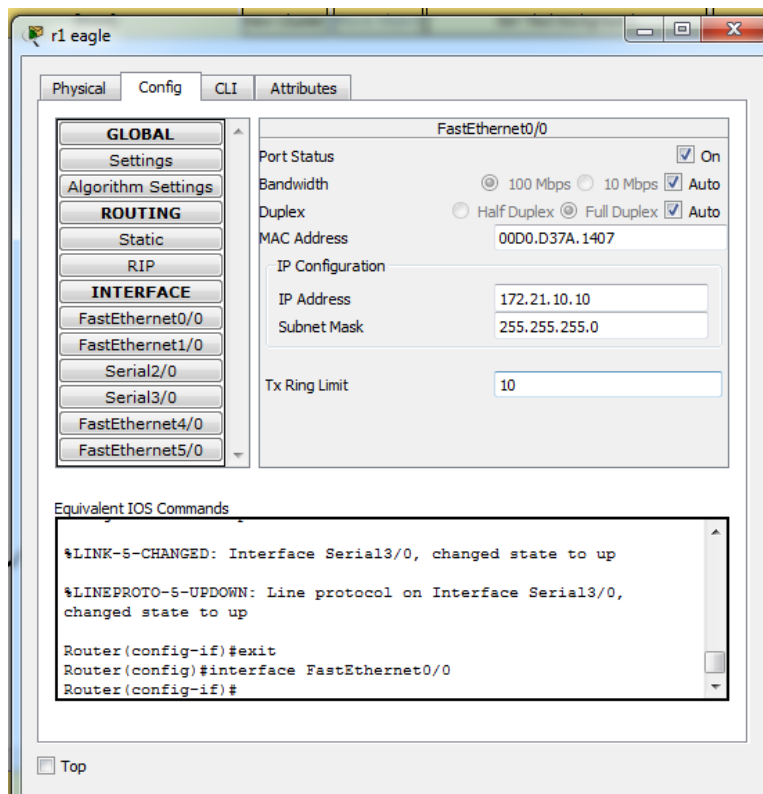 r1 eagle
Physical Config CLI Attributes
GLOBAL
Settings
Algorithm Settings
ROUTING
Static
RIP
INTERFACE
FastEthernet0/0
FastEthernet1/0
Serial2/0
Serial3/0
FastEthernet4/0
FastEthernet5/0
FastEthernet0/0
Port Status On
Bandwidth 100 Mbps 10 Mbps Auto
Duplex Half Duplex Full Duplex Auto
MAC Address 00D0.D37A.1407
IP Configuration
IP Address 172.21.10.10
Subnet Mask 255.255.255.0
Tx Ring Limit 10
Equivalent IOS Commands
%LINK-5-CHANGED: Interface Serial3/0, changed state to up
%LINEPROTO-5-UPDOWN: Line protocol on Interface Serial3/0,
changed state to up
Router(config-if)#exit
Router(config)#interface FastEthernet0/0
Router(config-if)#
Top